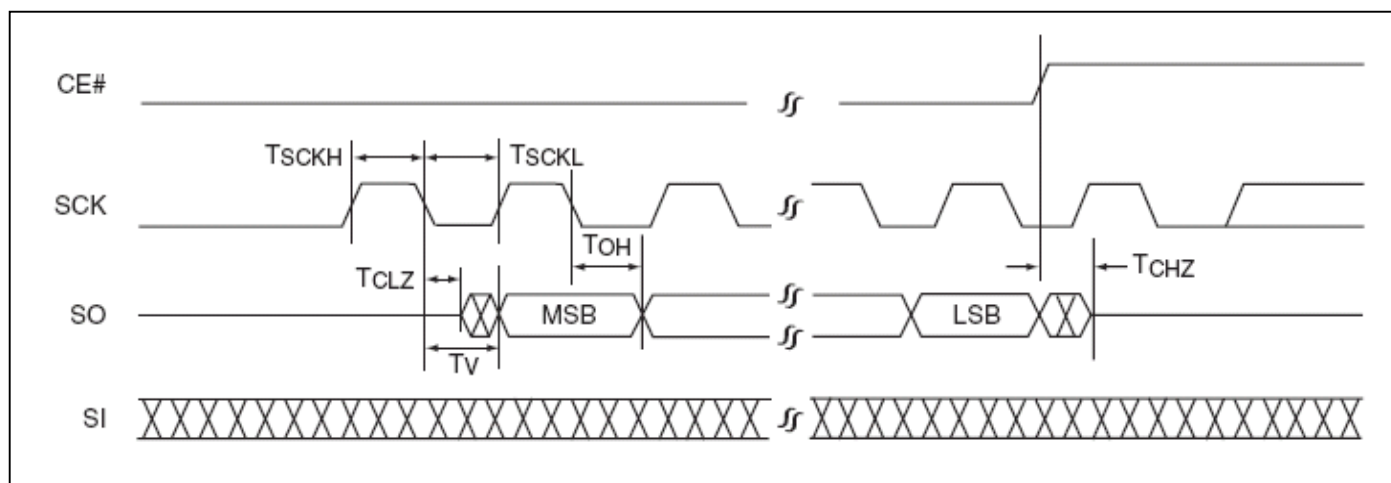 CE#
TSCKH
TSCKL
SCK
TOH
TCLZ
TCHZ
SO
MSB
LSB
TV
SI